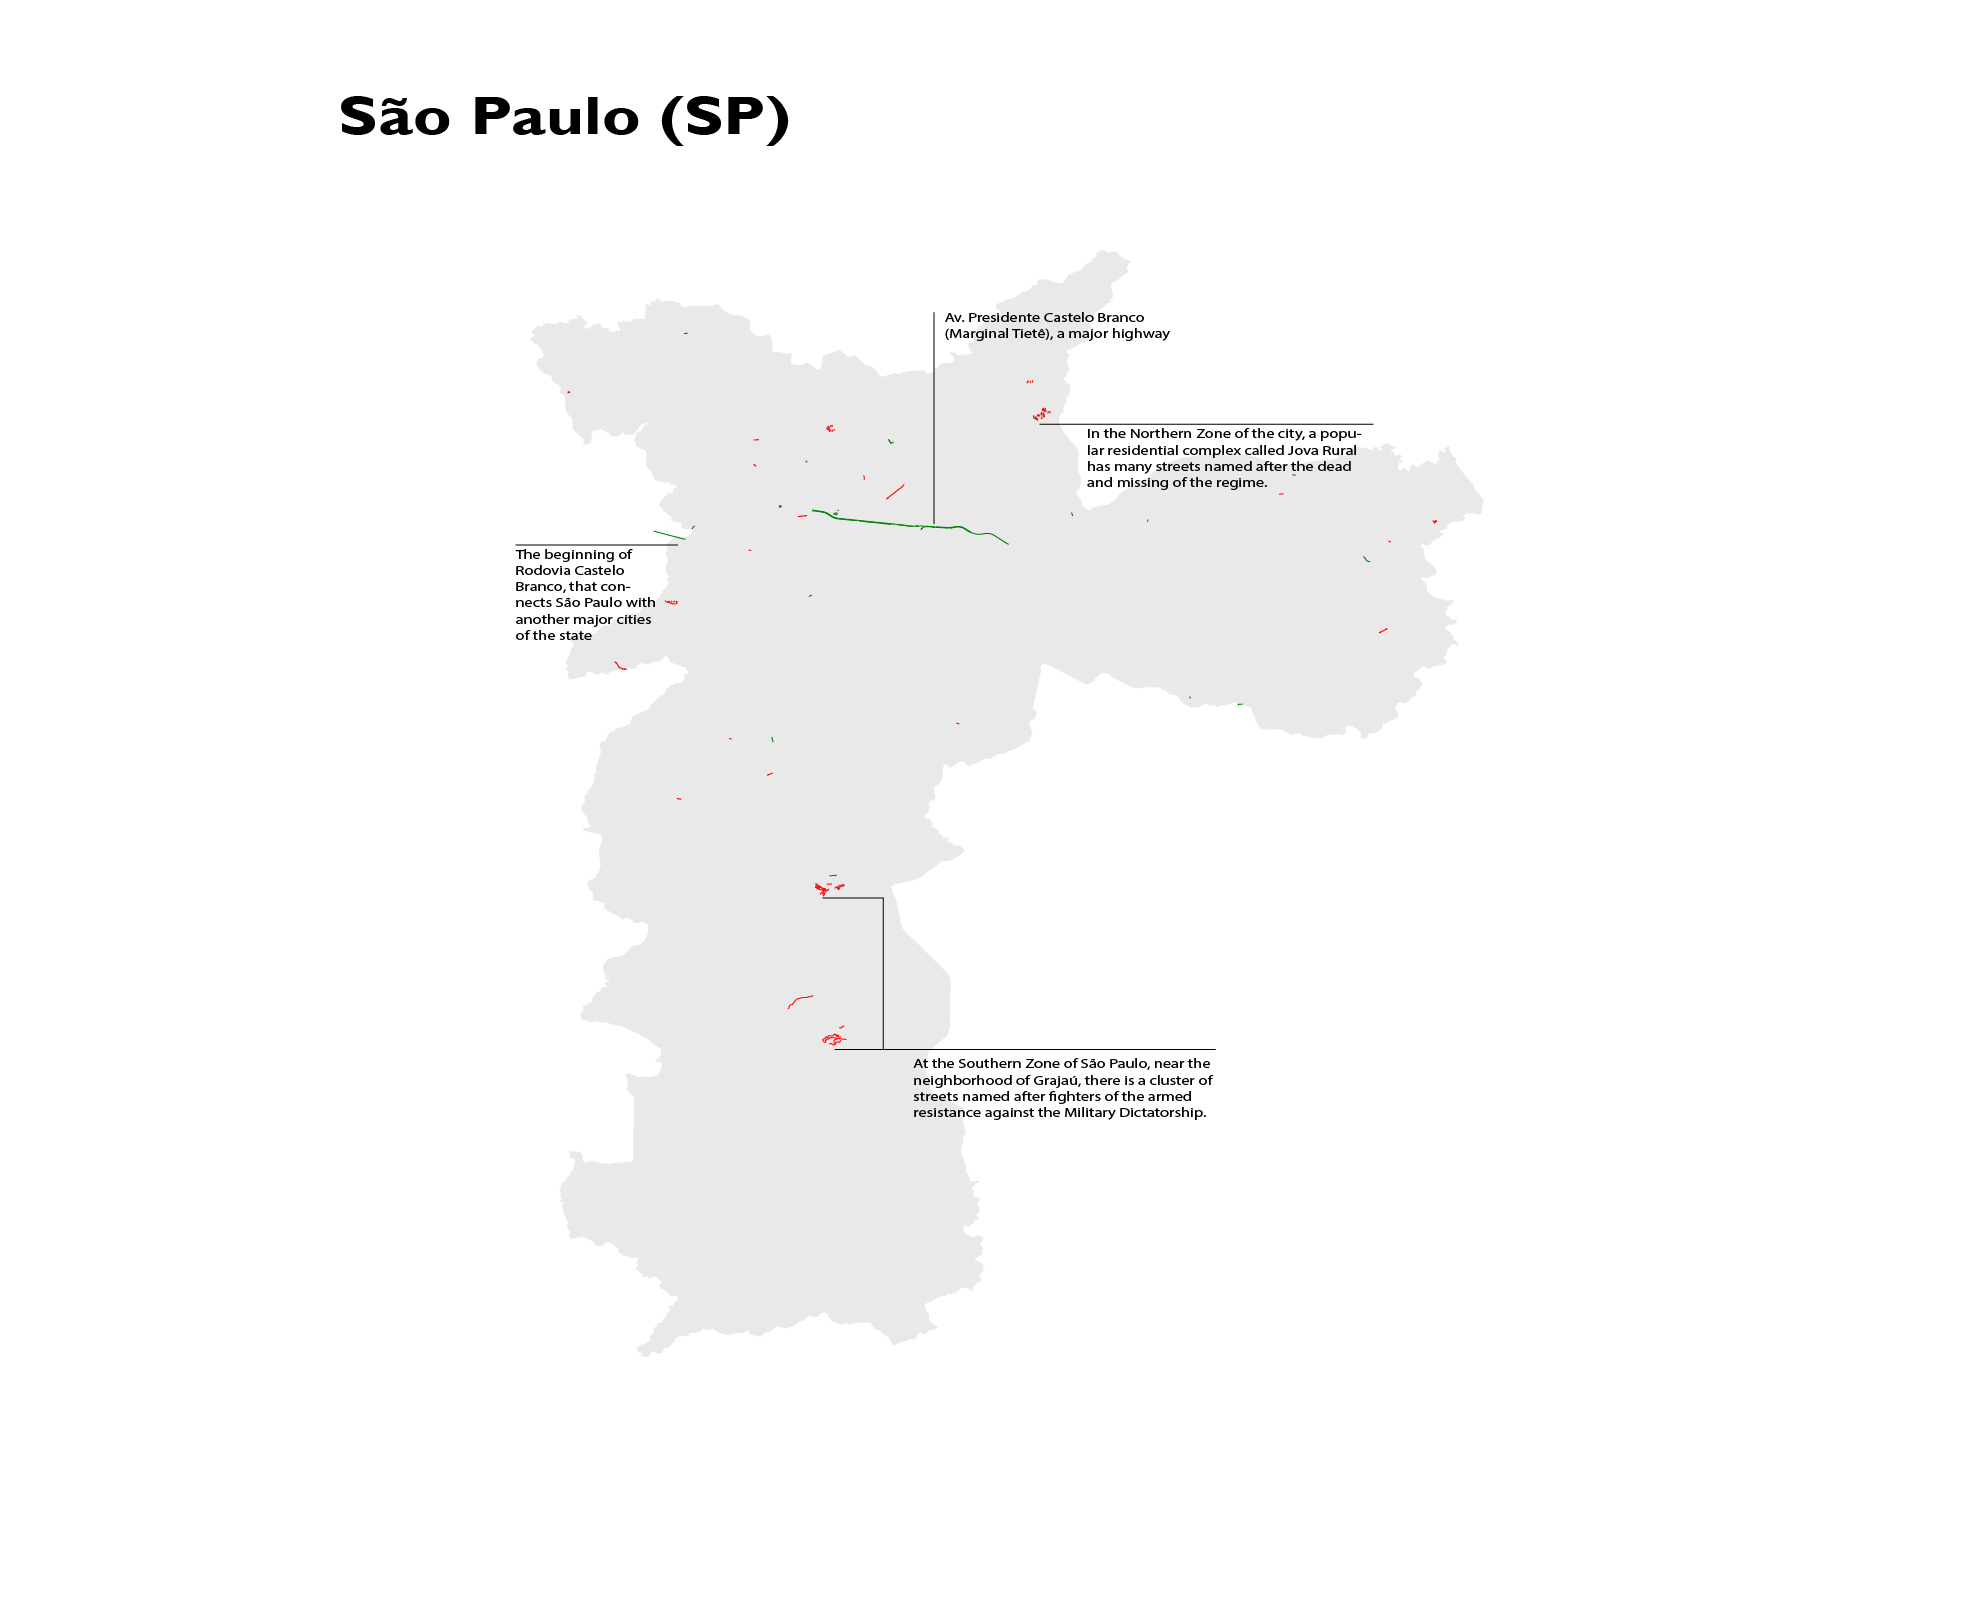 São Paulo (SP)
Av. Presidente Castelo Branco
(Marginal Tietê), a major highway
In the Northern Zone of the city, a popu-
lar residential complex called Jova Rural
has many streets named after the dead
and missing of the regime.
The beginning of
Rodovia Castelo
Branco, that con-
nects São Paulo with
another major cities
of the state
At the Southern Zone of São Paulo, near the
neighborhood of Grajaú, there is a cluster of
streets named after fighters of the armed
resistance against the Military Dictatorship.